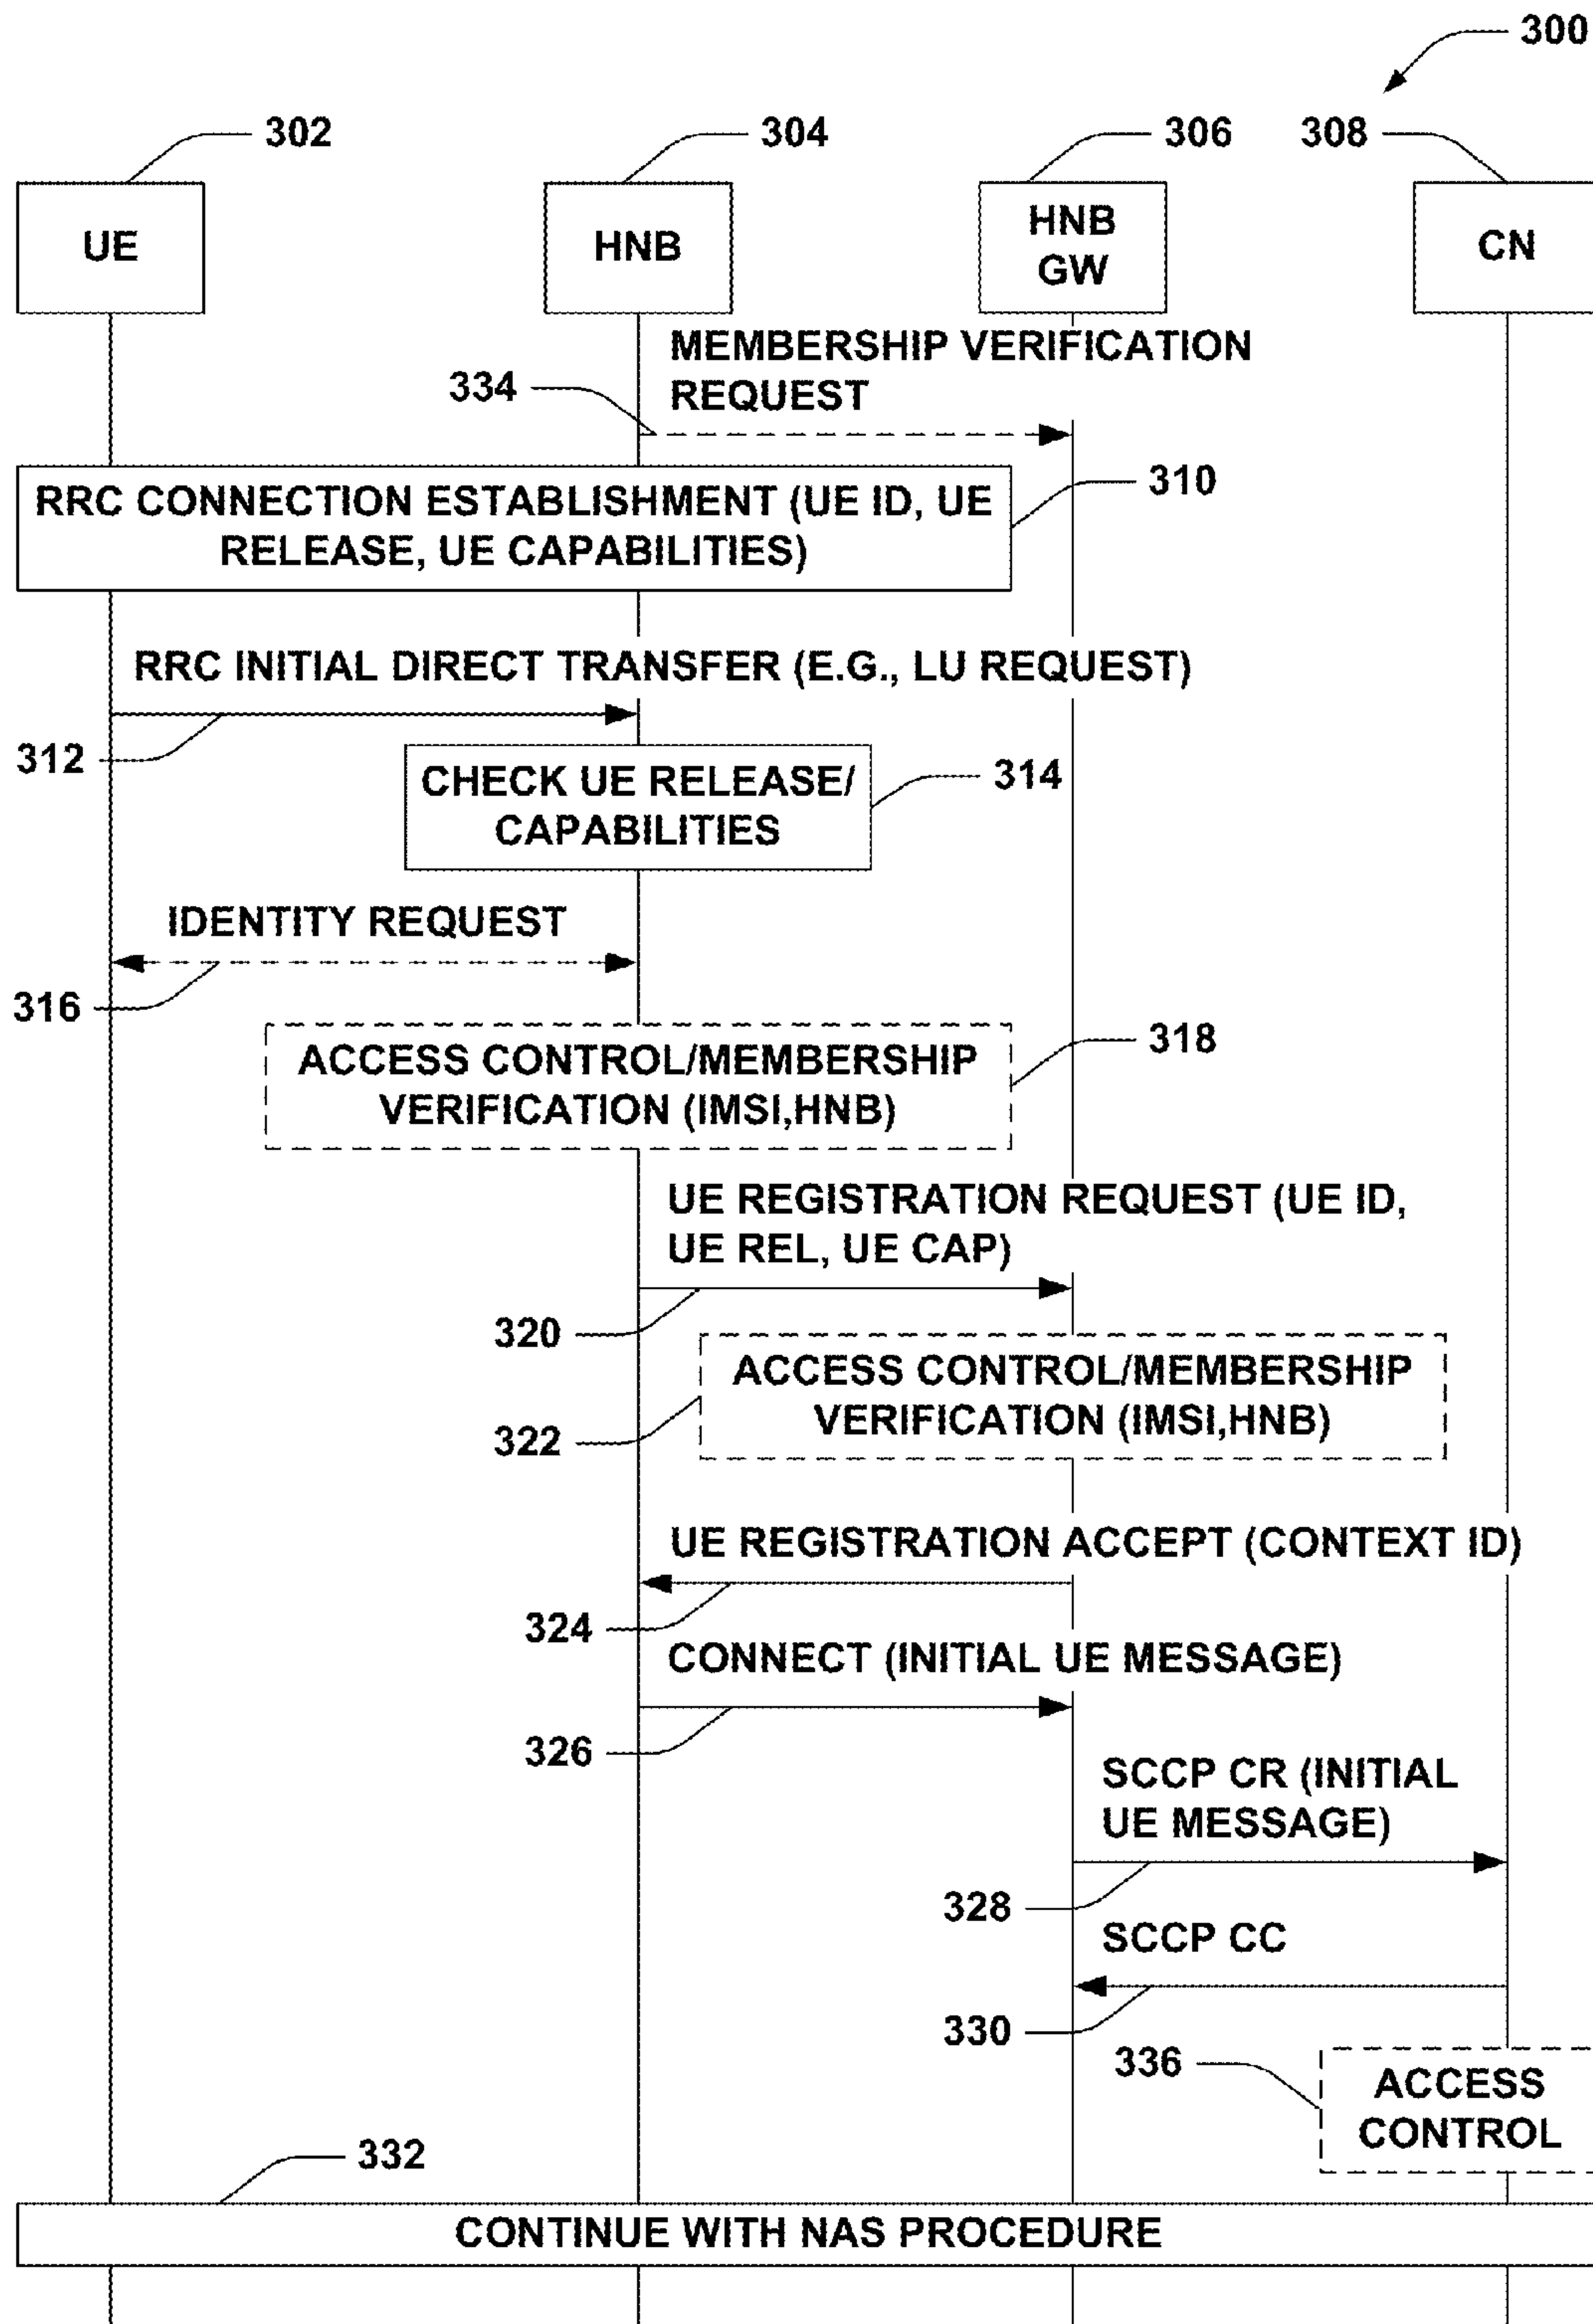 300
302
304
306
308
UE
HNB
HNB
GW
CN
MEMBERSHIP VERIFICATION
REQUEST
334
RRC CONNECTION ESTABLISHMENT (UE ID, UE
RELEASE, UE CAPABILITIES)
310
RRC INITIAL DIRECT TRANSFER (E.G., LU REQUEST)
312
CHECK UE RELEASE/
CAPABILITIES
314
IDENTITY REQUEST
316
ACCESS CONTROL/MEMBERSHIP
VERIFICATION (IMSI,HNB)
318
UE REGISTRATION REQUEST (UE ID,
UE REL, UE CAP)
320
ACCESS CONTROL/MEMBERSHIP
VERIFICATION (IMSI,HNB)
322
UE REGISTRATION ACCEPT (CONTEXT ID)
324
CONNECT (INITIAL UE MESSAGE)
326
SCCP CR (INITIAL
UE MESSAGE)
328
SCCP CC
330
336
ACCESS
CONTROL
332
CONTINUE WITH NAS PROCEDURE